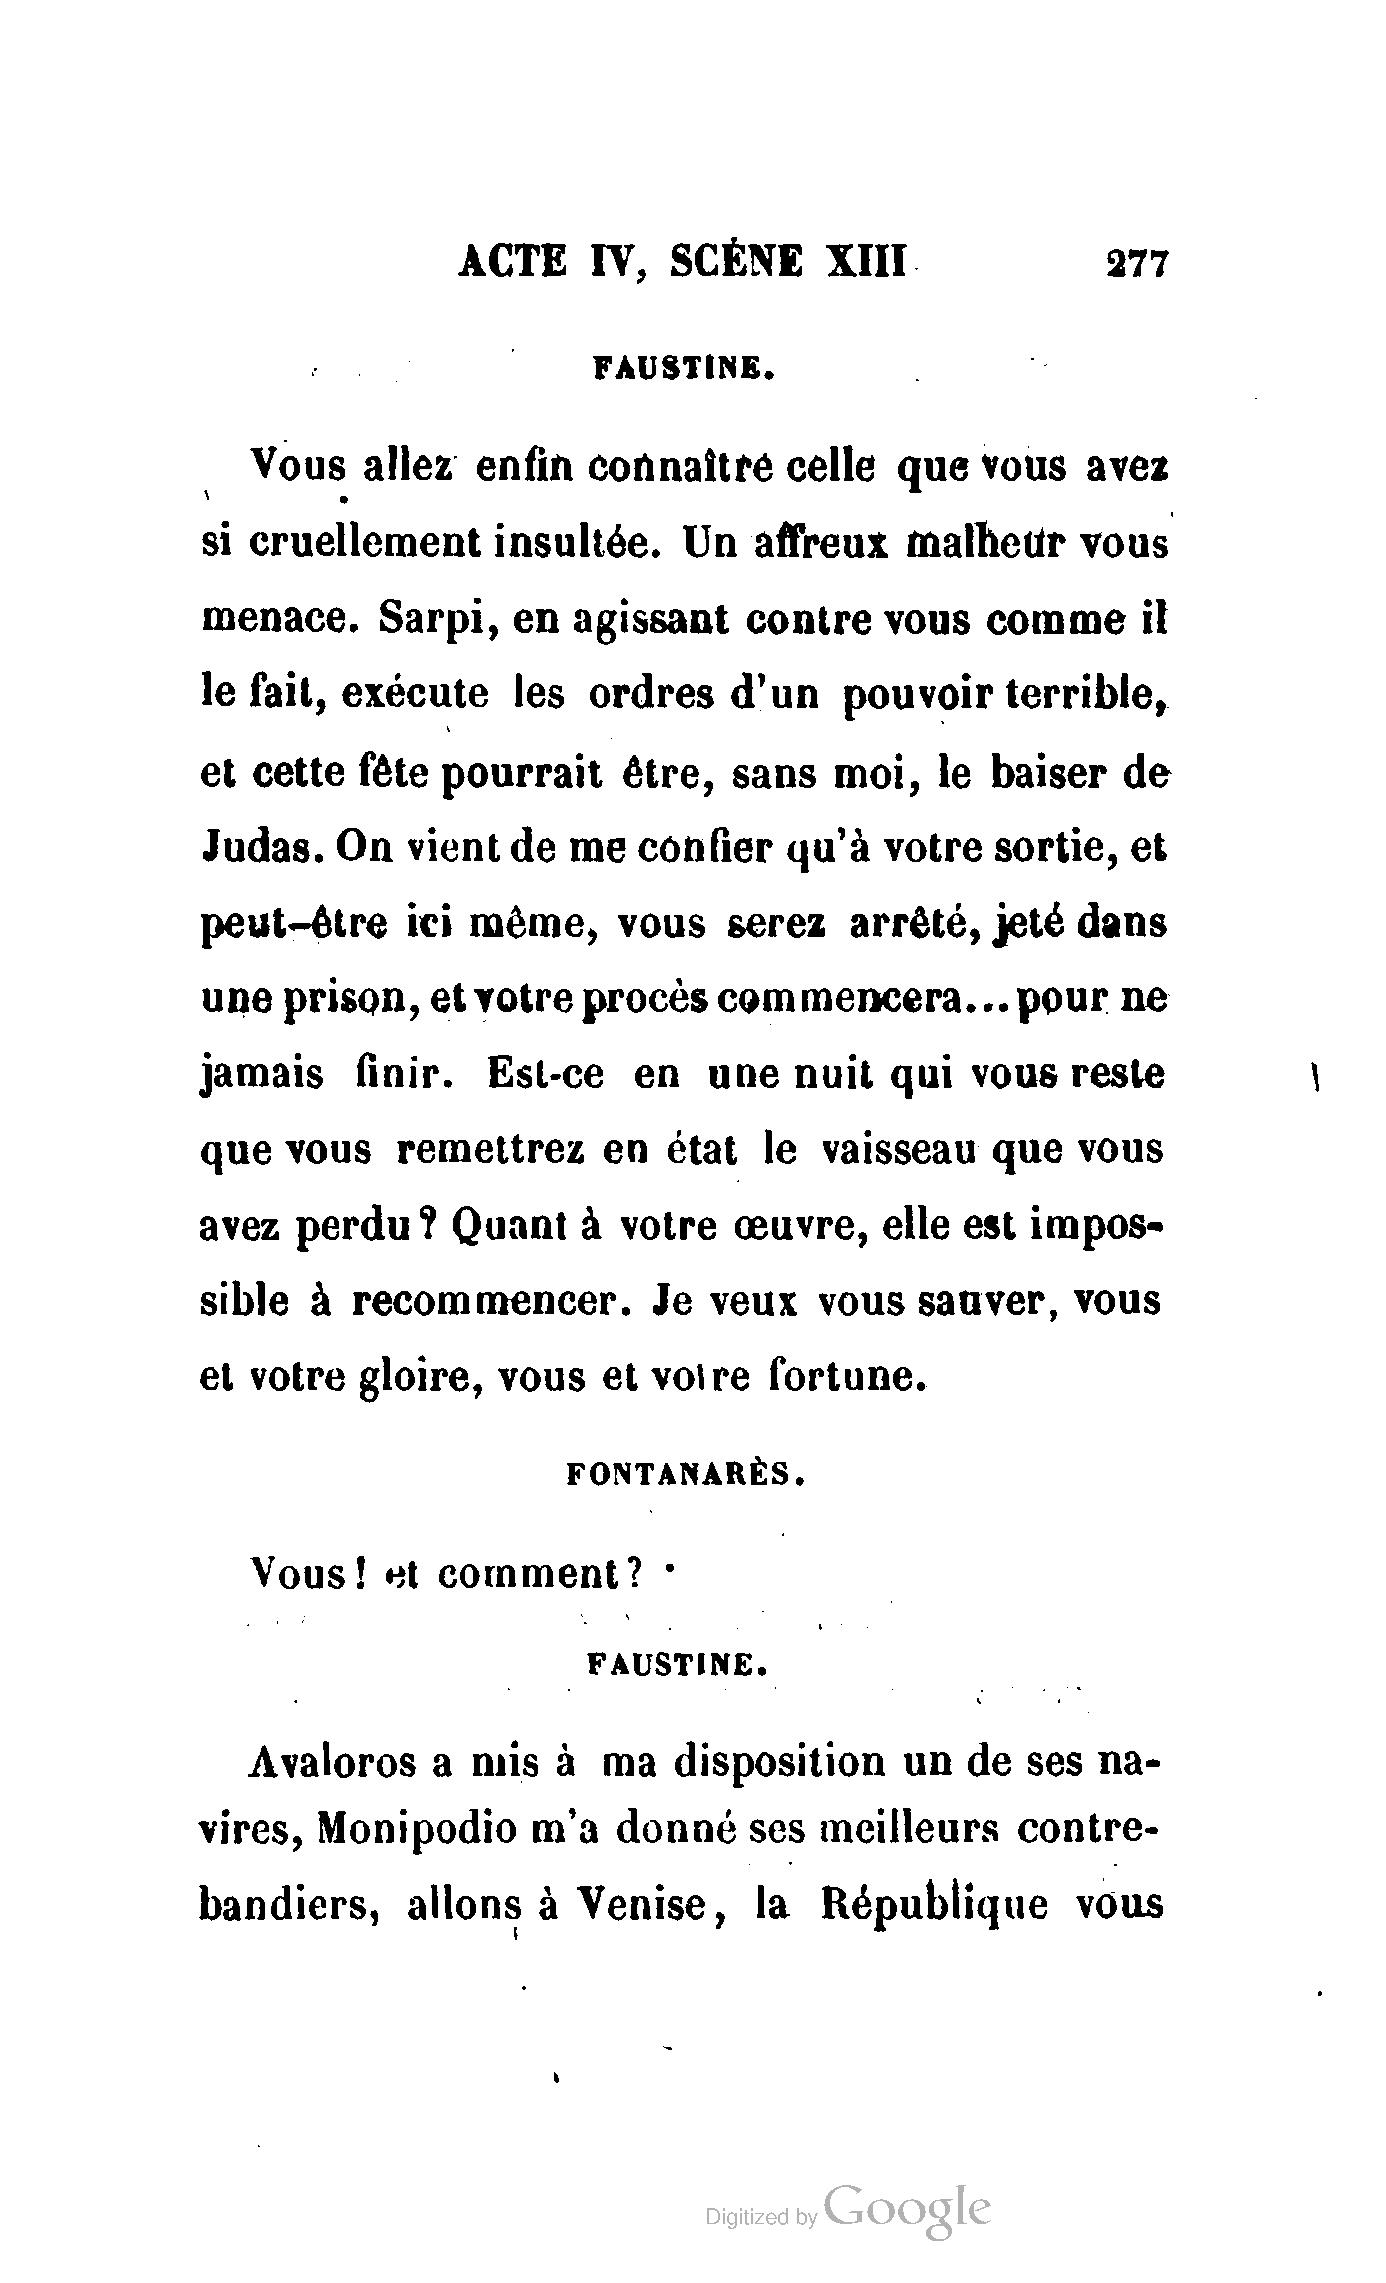 ACTE IV, SCÈNE XIII 277
FAUSTINE.
Vous allez enfin connaître celle que vous avez
si cruellement insultée. Un affreux malheur vous
menace. Sarpi, en agissant contre vous comme il
le fait, exécute les ordres d'un pouvoir terrible,
et cette fête pourrait être, sans moi, le baiser de
Judas. On vient de me confier qu'à votre sortie, et
peut-être ici même, vous serez arrêté, jeté dans
une prison, et votre procès commencera... pour ne
jamais finir. Est-ce en une nuit qui vous reste
que vous remettrez en état le vaisseau que vous
avez perdu? Quant à votre œuvre, elle est impos-
sible à recommencer. Je veux vous sauver, vous
et votre gloire, vous et votre fortune.
FONTANARÈS.
Vous! et comment?
FAUSTINE.
Avaloros a mis à ma disposition un de ses na-
vires, Monipodio m'a donné ses meilleurs contre-
bandiers, allons à Venise, la République vous
Digitized by Google